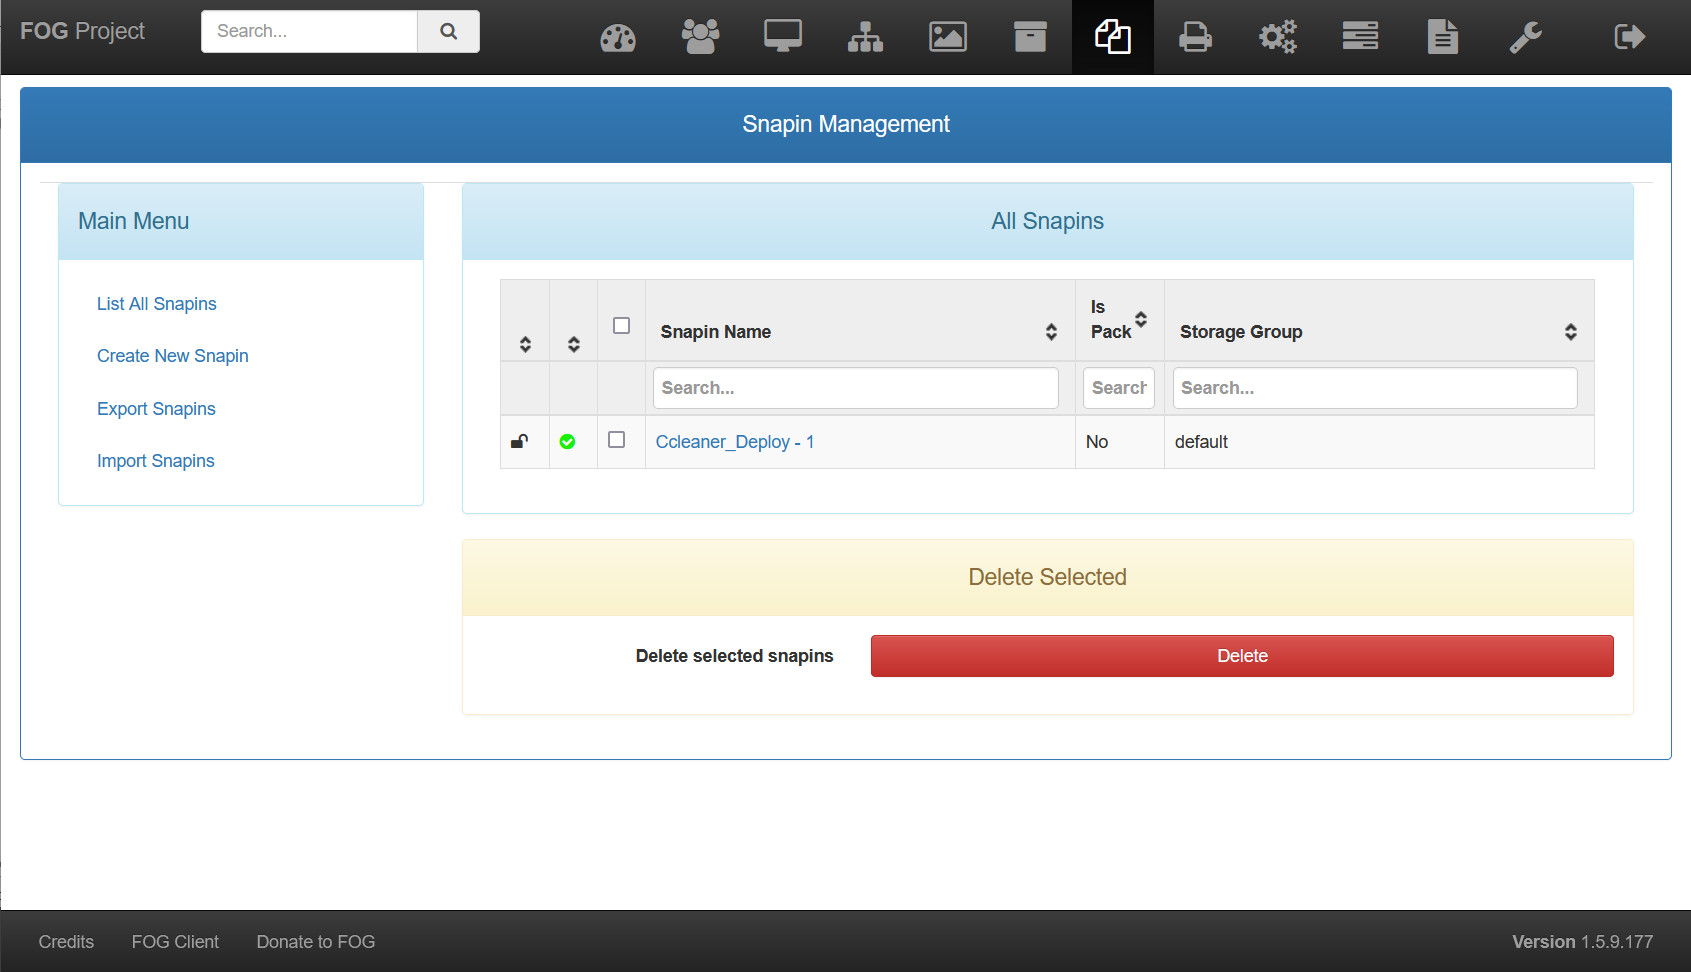 FOG Project
Search...
Snapin Management
Main Menu
List All Snapins
Create New Snapin
Export Snapins
Import Snapins
All Snapins
Snapin Name
Is Pack
Storage Group
Search...
Search
Search...
Ccleaner_Deploy - 1
No
default
Delete Selected
Delete selected snapins
Delete
Credits
FOG Client
Donate to FOG
Version 1.5.9.177